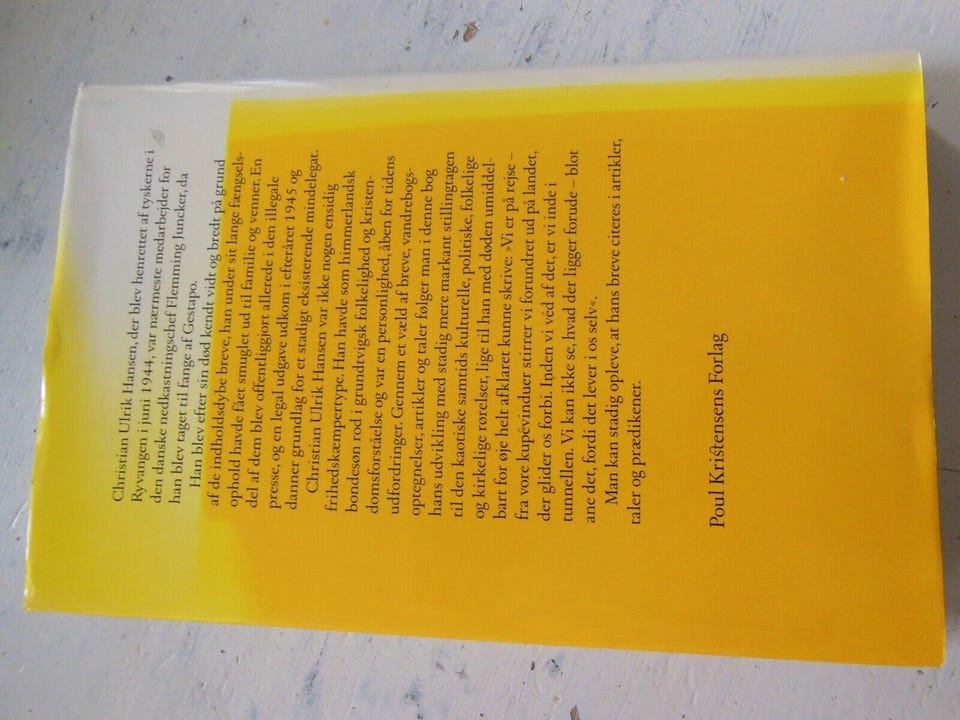 Christian Ulrik Hansen, der blev henrettet af tyskerne i
Ryvangen i juni 1944, var nærmeste medarbejder for
den danske nedkastningschef Flemming Juncker, da
han blev taget til fange af Gestapo.
Han blev efter sin død kendt vidt og bredt på grund
af de indholdsdybe breve, han under sit lange fængsels-
ophold havde fået smuglet ud til familie og venner. En
del af dem blev offentliggjort allerede i den illegale
presse, og en legal udgave udkom i efteråret 1945 og
danner grundlag for et stadigt eksisterende mindelegat.
Christian Ulrik Hansen var ikke nogen ensidig
frihedskæmpertype. Han havde som himmerlandsk
bondesøn rod i grundtvigsk folkelighed og kristen-
domsforståelse og var en personlighed, åben for tidens
udfordringer. Gennem et væld af breve, vandrebogs-
optegnelser, artikler og taler følger man i denne bog
hans udvikling med stadig mere markant stillingtagen
til den kaotiske samtids kulturelle, politiske, folkelige
og kirkelige rørelser, lige til han med døden umiddel-
bart for øje helt afklaret kunne skrive: »Vi er på rejse –
fra vore kupévinduer stirrer vi forundret ud på landet,
der glider os forbi. Inden vi véd af det, er vi inde i
tunnellen. Vi kan ikke se, hvad der ligger forude – blot
ane det, fordi det lever i os selv«.
Man kan stadig opleve, at hans breve citeres i artikler,
taler og prædikener.
Poul Kristensens Forlag